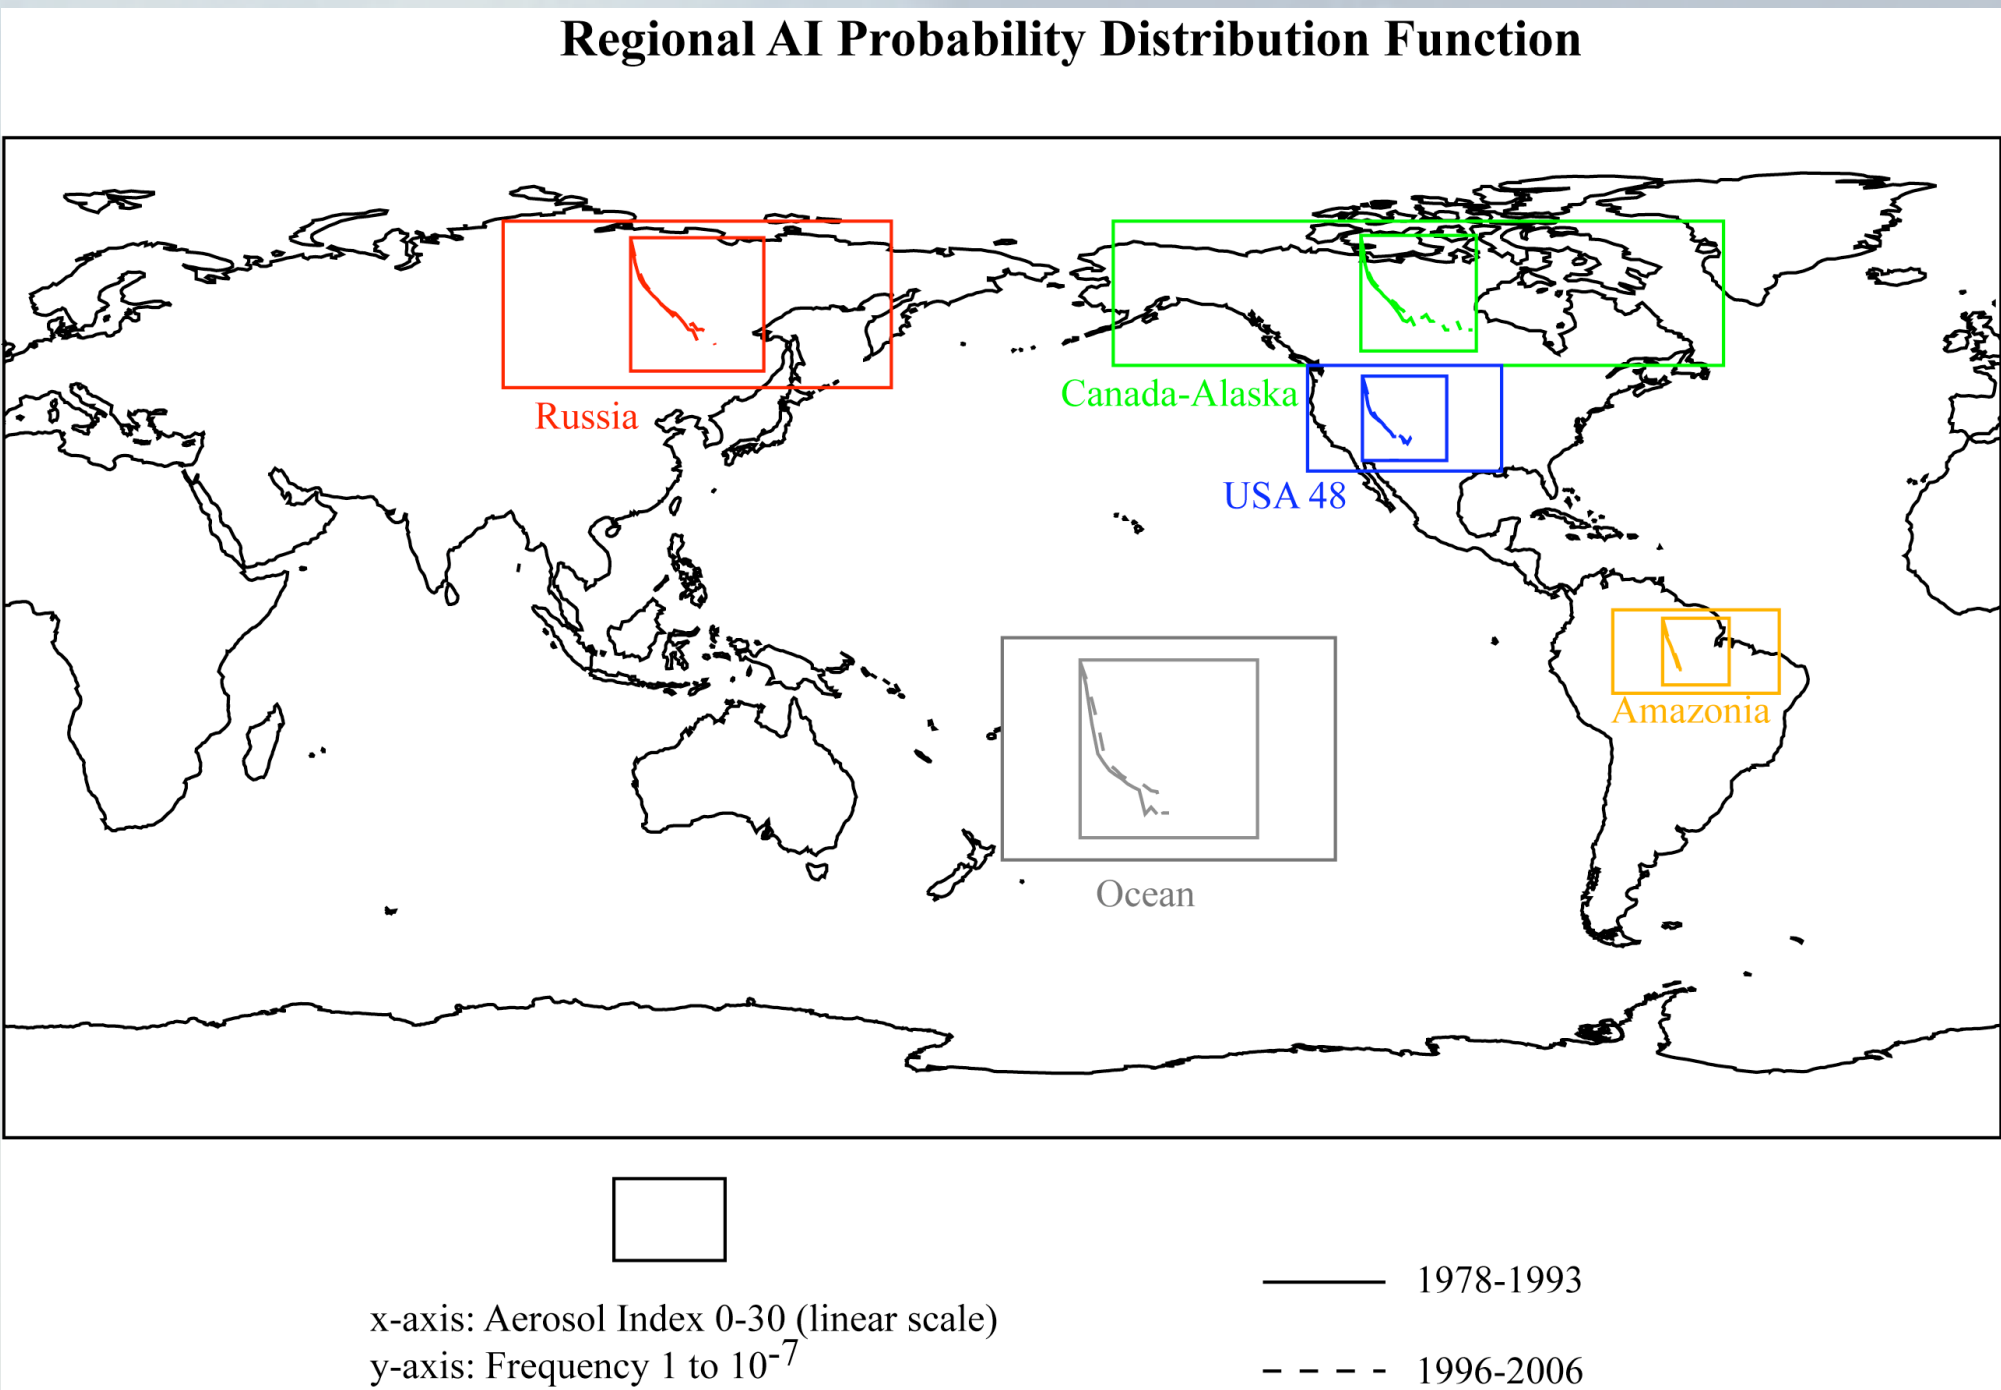 Regional AI Probability Distribution Function
Russia
Canada-Alaska
USA 48
Amazonia
Ocean
x-axis: Aerosol Index 0-30 (linear scale)
y-axis: Frequency 1 to 10-7
1978-1993
1996-2006